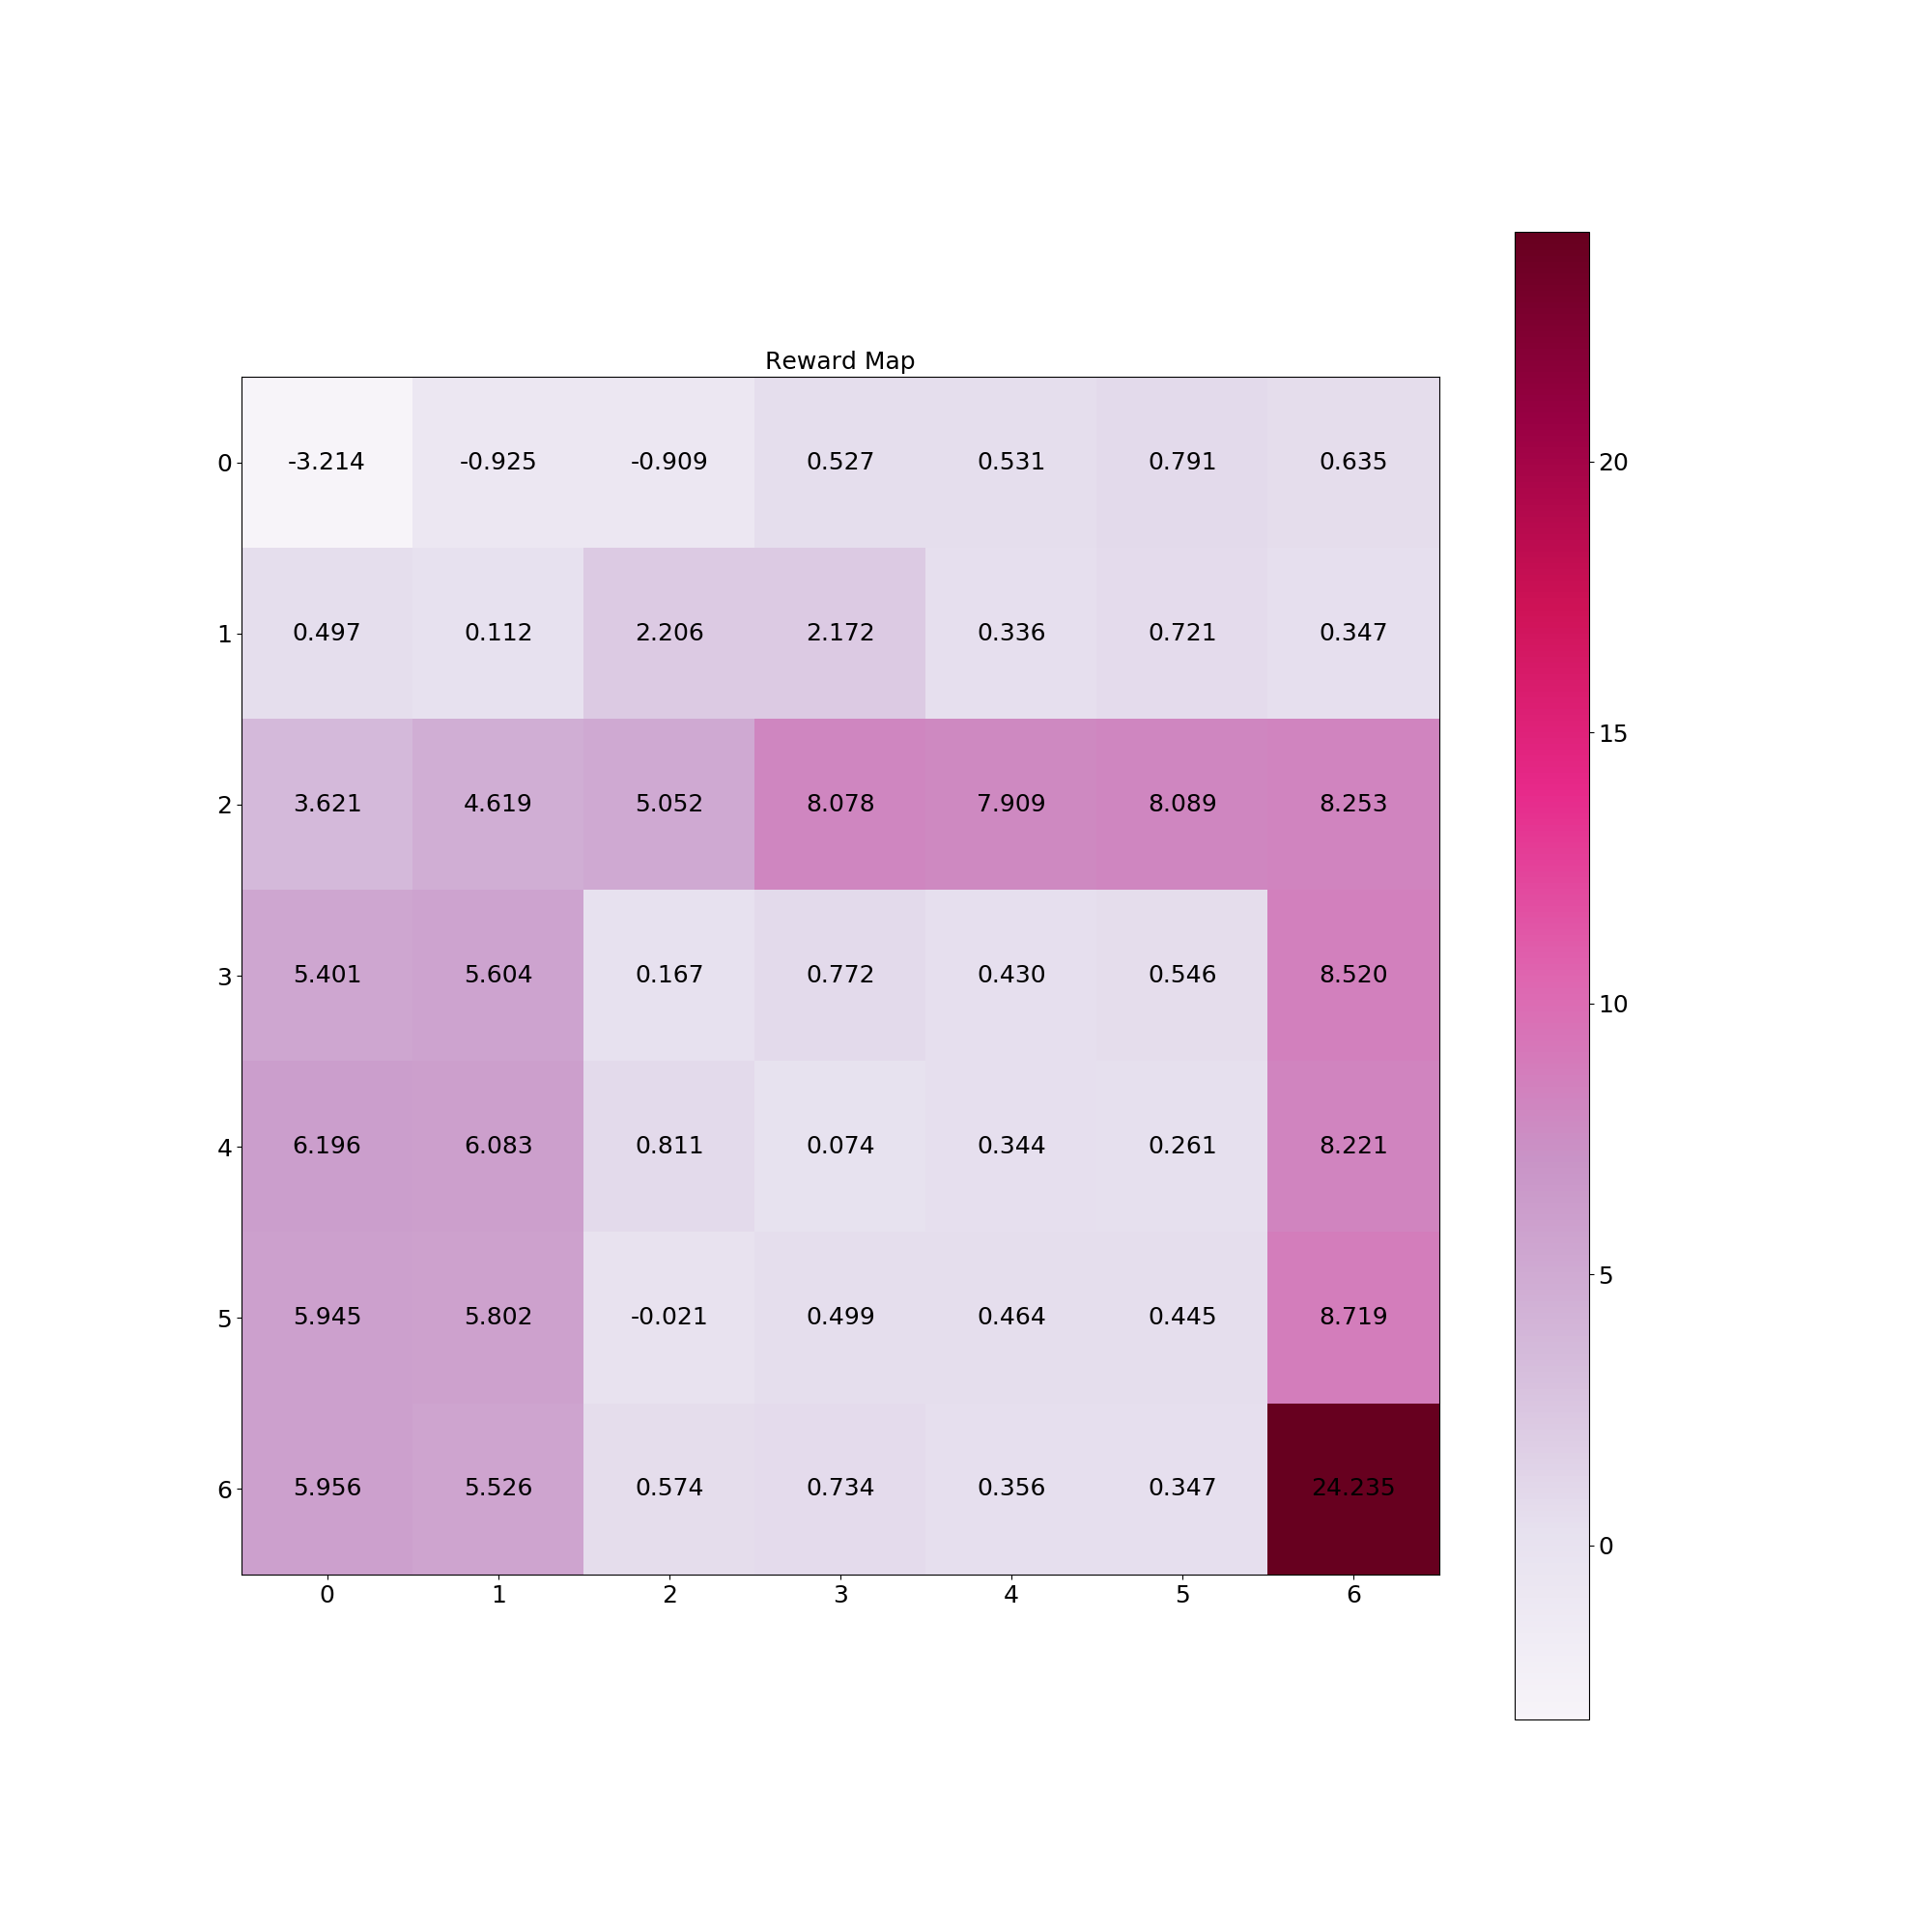 Reward Map
0 -3.214 -0.925 -0.909 0.527 0.531 0.791 0.635
1 0.497 0.112 2.206 2.172 0.336 0.721 0.347
2 3.621 4.619 5.052 8.078 7.909 8.089 8.253
3 5.401 5.604 0.167 0.772 0.430 0.546 8.520
4 6.196 6.083 0.811 0.074 0.344 0.261 8.221
5 5.945 5.802 -0.021 0.499 0.464 0.445 8.719
6 5.956 5.526 0.574 0.734 0.356 0.347 24.235
0 1 2 3 4 5 6
20
15
10
5
0